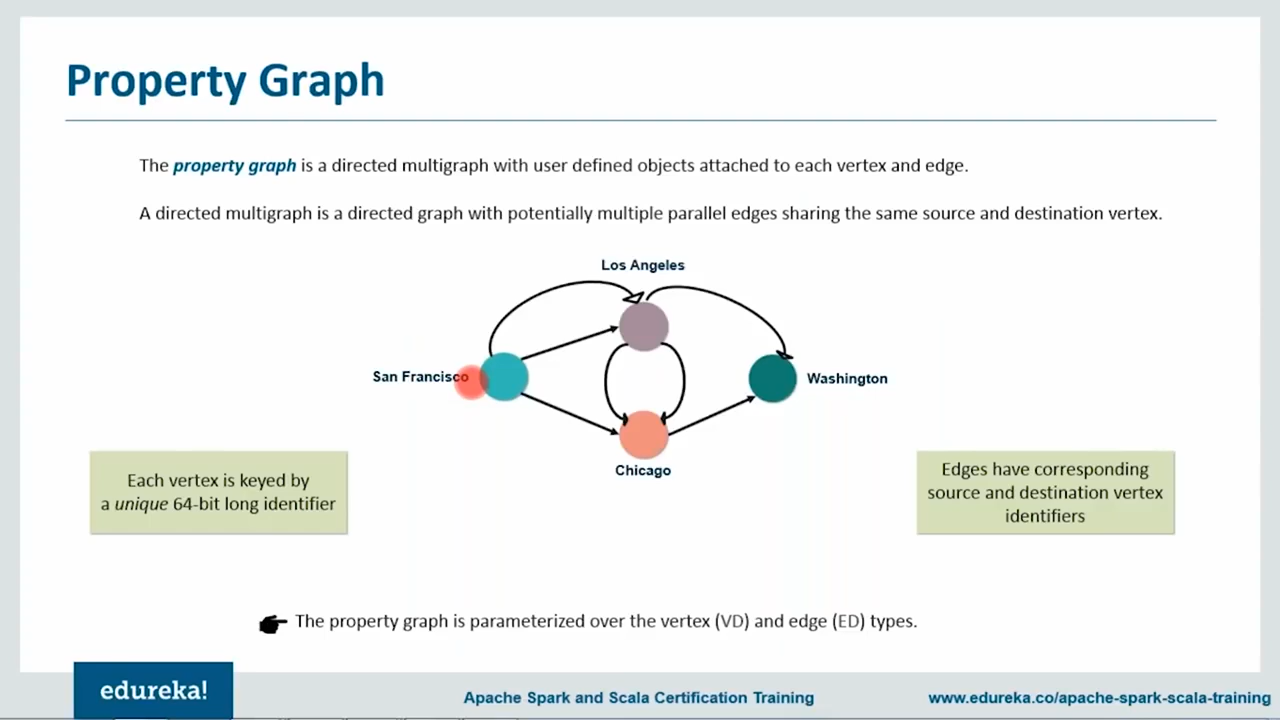 Property Graph
The property graph is a directed multigraph with user defined objects attached to each vertex and edge.
A directed multigraph is a directed graph with potentially multiple parallel edges sharing the same source and destination vertex.
Los Angeles
San Francisco
Washington
Chicago
Each vertex is keyed by
a unique 64-bit long identifier
Edges have corresponding
source and destination vertex
identifiers
The property graph is parameterized over the vertex (VD) and edge (ED) types.
edureka!
Apache Spark and Scala Certification Training
www.edureka.co/apache-spark-scala-training